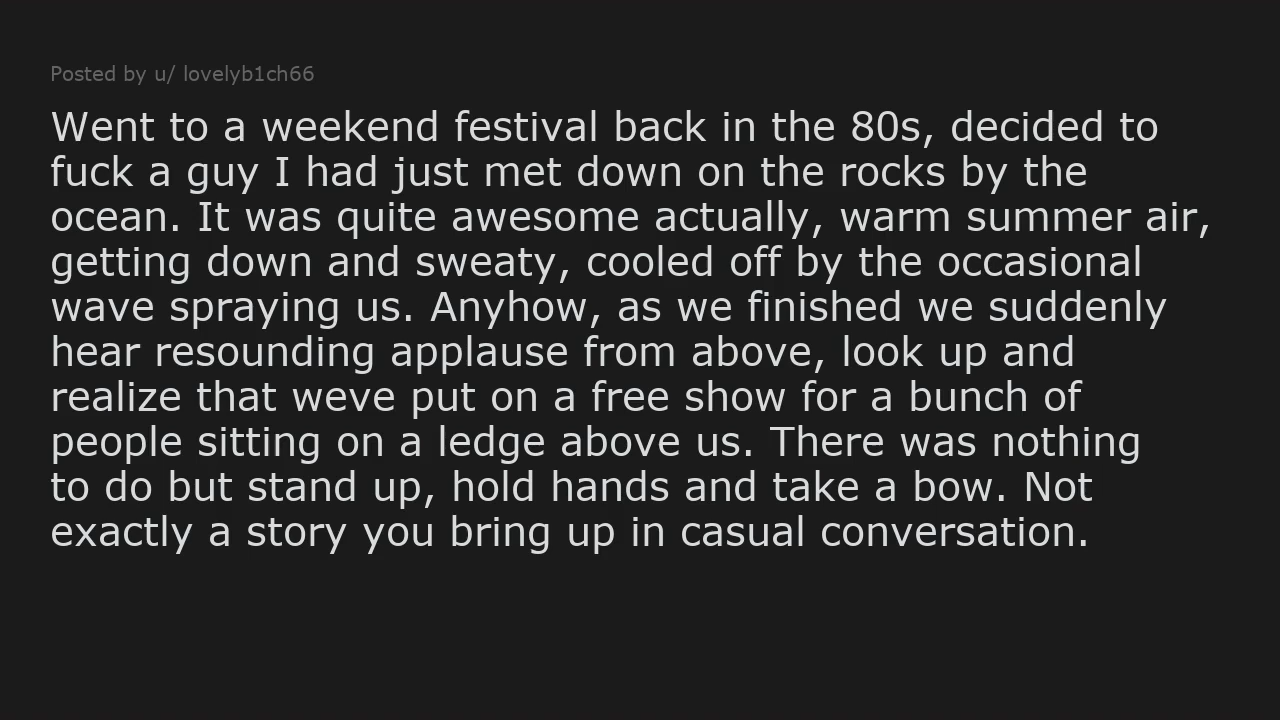 Posted by u/ lovelyb1ch66
Went to a weekend festival back in the 80s, decided to
fuck a guy I had just met down on the rocks by the
ocean. It was quite awesome actually, warm summer air,
getting down and sweaty, cooled off by the occasional
wave spraying us. Anyhow, as we finished we suddenly
hear resounding applause from above, look up and
realize that weve put on a free show for a bunch of
people sitting on a ledge above us. There was nothing
to do but stand up, hold hands and take a bow. Not
exactly a story you bring up in casual conversation.